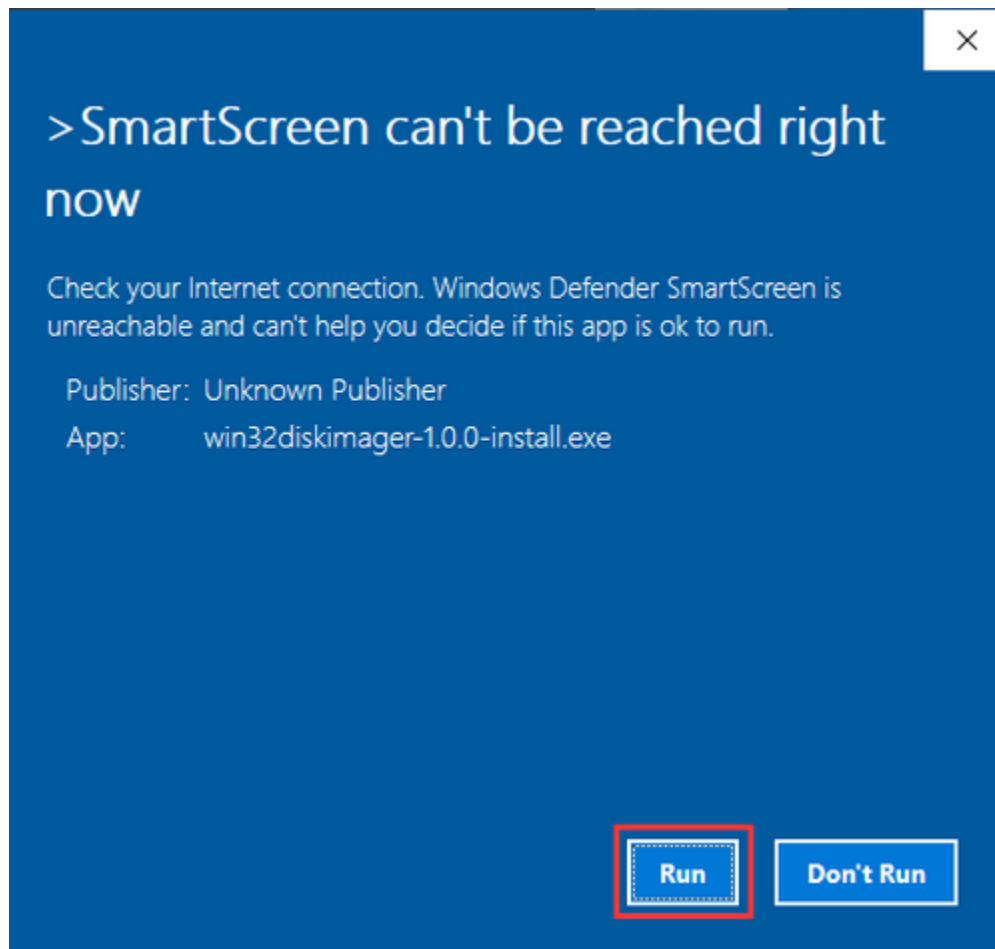 >SmartScreen can't be reached right
now
Check your Internet connection. Windows Defender SmartScreen is
unreachable and can't help you decide if this app is ok to run.
Publisher: Unknown Publisher
App: win32diskimager-1.0.0-install.exe
Run Don't Run